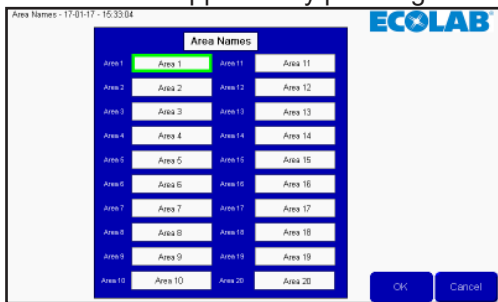 Area Names - 17-01-17 - 15:33:04
ECOLAB®
Area Names
Area 1 Area 1 Area 11 Area 11
Area 2 Area 2 Area 12 Area 12
Area 3 Area 3 Area 13 Area 13
Area 4 Area 4 Area 14 Area 14
Area 5 Area 5 Area 15 Area 15
Area 6 Area 6 Area 16 Area 16
Area 7 Area 7 Area 17 Area 17
Area 8 Area 8 Area 18 Area 18
Area 9 Area 9 Area 19 Area 19
Area 10 Area 10 Area 20 Area 20
OK Cancel